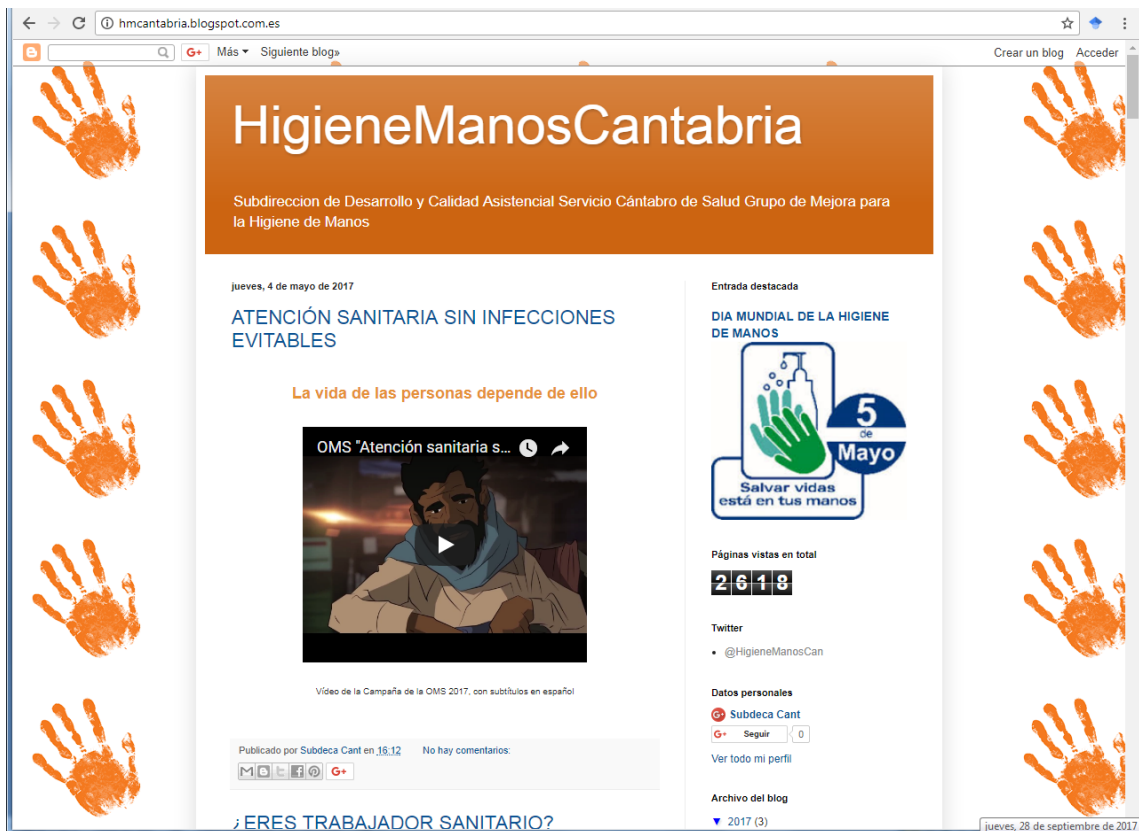 hmcantabria.blogspot.com.es
G+ Más Siguiente blog»
Crear un blog Acceder
HigieneManosCantabria
Subdireccion de Desarrollo y Calidad Asistencial Servicio Cántabro de Salud Grupo de Mejora para
la Higiene de Manos
jueves, 4 de mayo de 2017
ATENCIÓN SANITARIA SIN INFECCIONES
EVITABLES
La vida de las personas depende de ello
OMS "Atención sanitaria s...
Vídeo de la Campaña de la OMS 2017, con subtítulos en español
Publicado por Subdeca Cant en 16:12 No hay comentarios:
G+
¿ERES TRABAJADOR SANITARIO?
Entrada destacada
DIA MUNDIAL DE LA HIGIENE
DE MANOS
5
de
Mayo
Salvar vidas
está en tus manos
Páginas vistas en total
2618
Twitter
@HigieneManosCan
Datos personales
G+ Subdeca Cant
G+ Seguir 0
Ver todo mi perfil
Archivo del blog
▼ 2017 (3)
jueves, 28 de septiembre de 2017